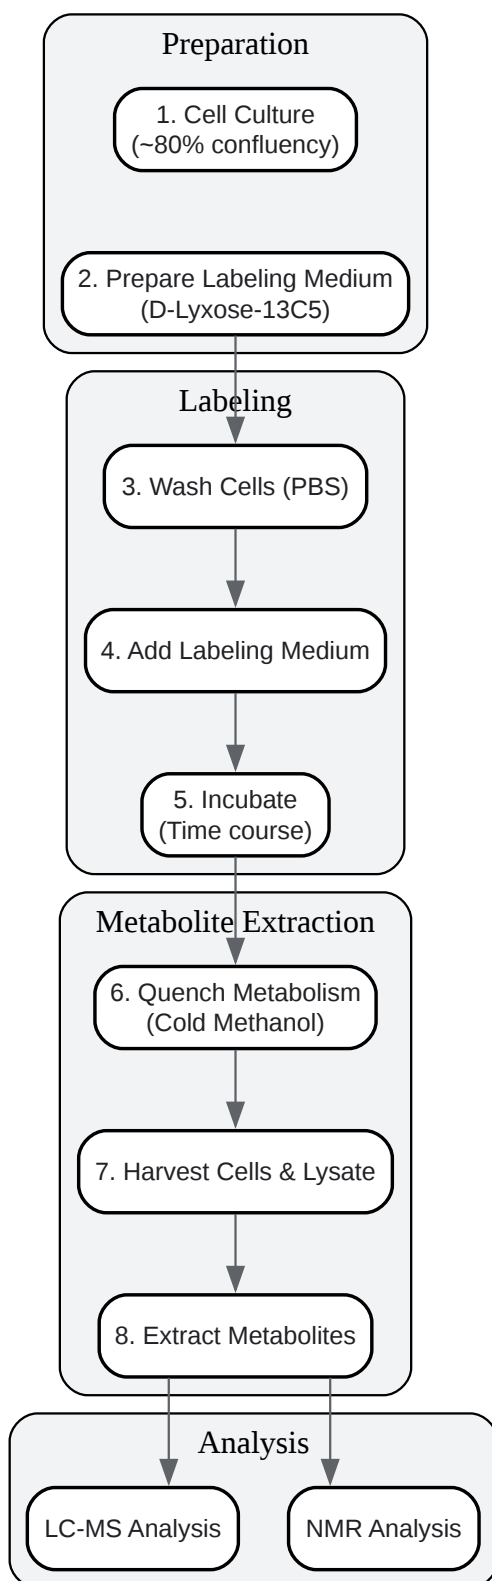 Preparation
1. Cell Culture
(~80% confluency)
2. Prepare Labeling Medium
(D-Lyxose-13C5)
Labeling
3. Wash Cells (PBS)
4. Add Labeling Medium
5. Incubate
(Time course)
Metabolite Extraction
6. Quench Metabolism
(Cold Methanol)
7. Harvest Cells & Lysate
8. Extract Metabolites
Analysis
LC-MS Analysis
NMR Analysis